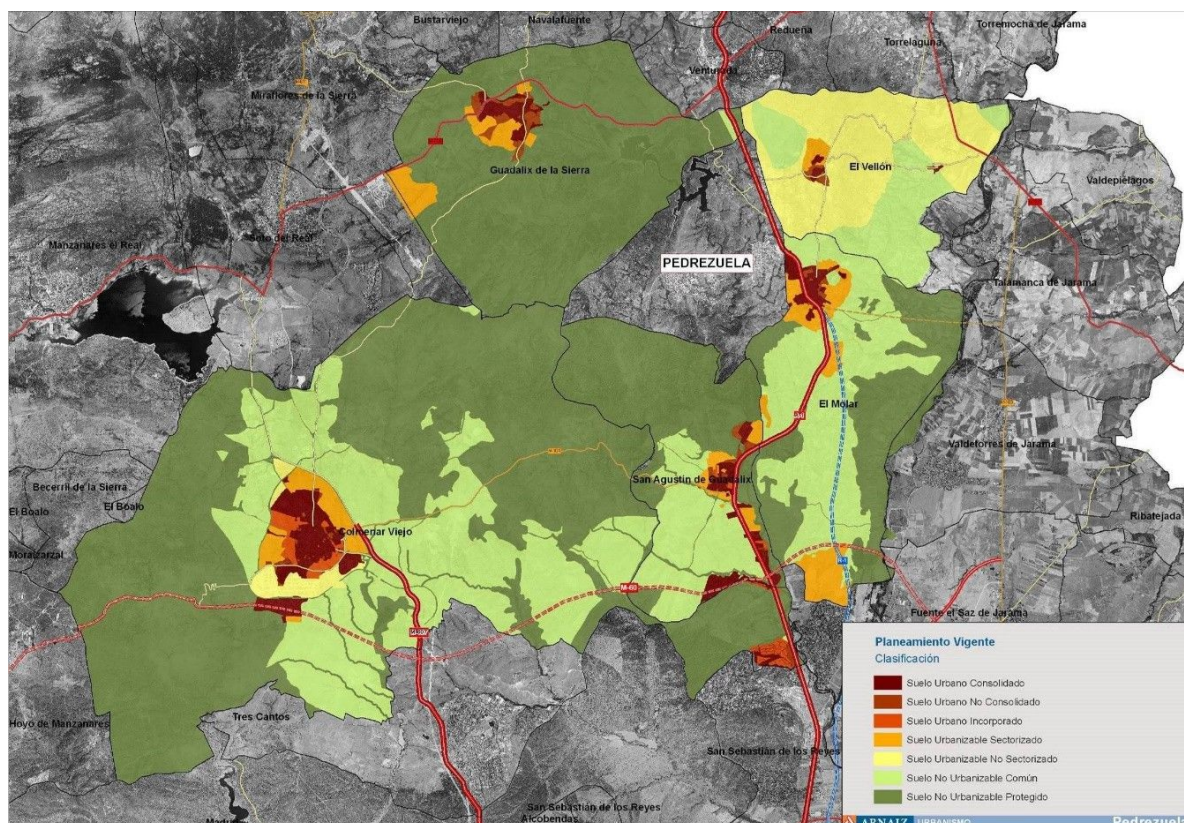 Bustarviejo
Navalafuente
Redueña
Torremocha de Jarama
Torrelaguna
Venturada
Miraflores de la Sierra
El Vellón
Valdepiélagos
Guadalix de la Sierra
Soto del Real
Manzanares el Real
PEDREZUELA
Talamanca de Jarama
El Molar
Valdetorres de Jarama
San Agustín de Guadalix
Becerril de la Sierra
El Boalo
El Boalo
Ribatejada
Colmenar Viejo
Moralzarzal
Fuente el Saz de Jarama
Hoyo de Manzanares
Tres Cantos
San Sebastián de los Reyes
San Sebastián de los Reyes
Alcobendas
Planeamiento Vigente
Clasificación
Suelo Urbano Consolidado
Suelo Urbano No Consolidado
Suelo Urbano Incorporado
Suelo Urbanizable Sectorizado
Suelo Urbanizable No Sectorizado
Suelo No Urbanizable Común
Suelo No Urbanizable Protegido
ARNAIZ URBANISMO
Pedrezuela